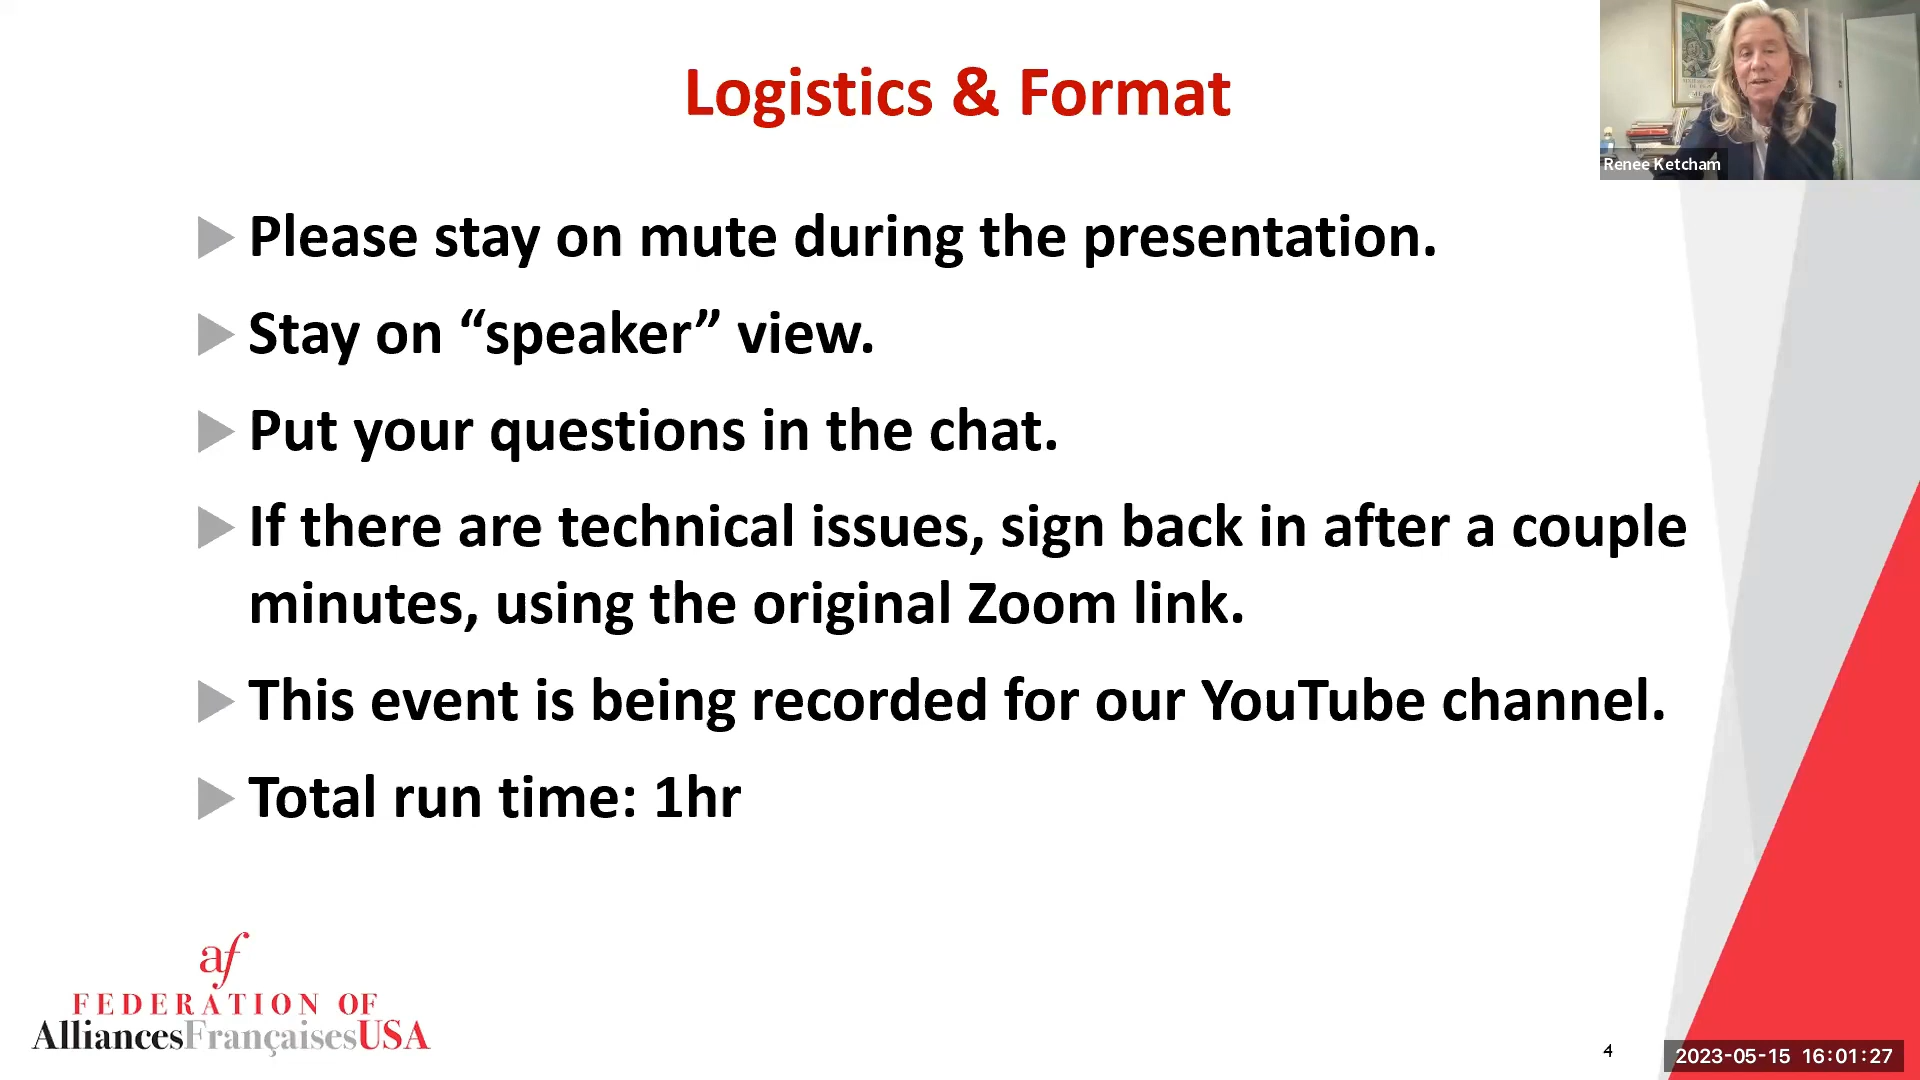 Logistics & Format
Renee Ketcham
Please stay on mute during the presentation.
Stay on “speaker” view.
Put your questions in the chat.
If there are technical issues, sign back in after a couple
minutes, using the original Zoom link.
This event is being recorded for our YouTube channel.
Total run time: 1hr
af
FEDERATION OF
AlliancesFrançaisesUSA
4
2023-05-15 16:01:27